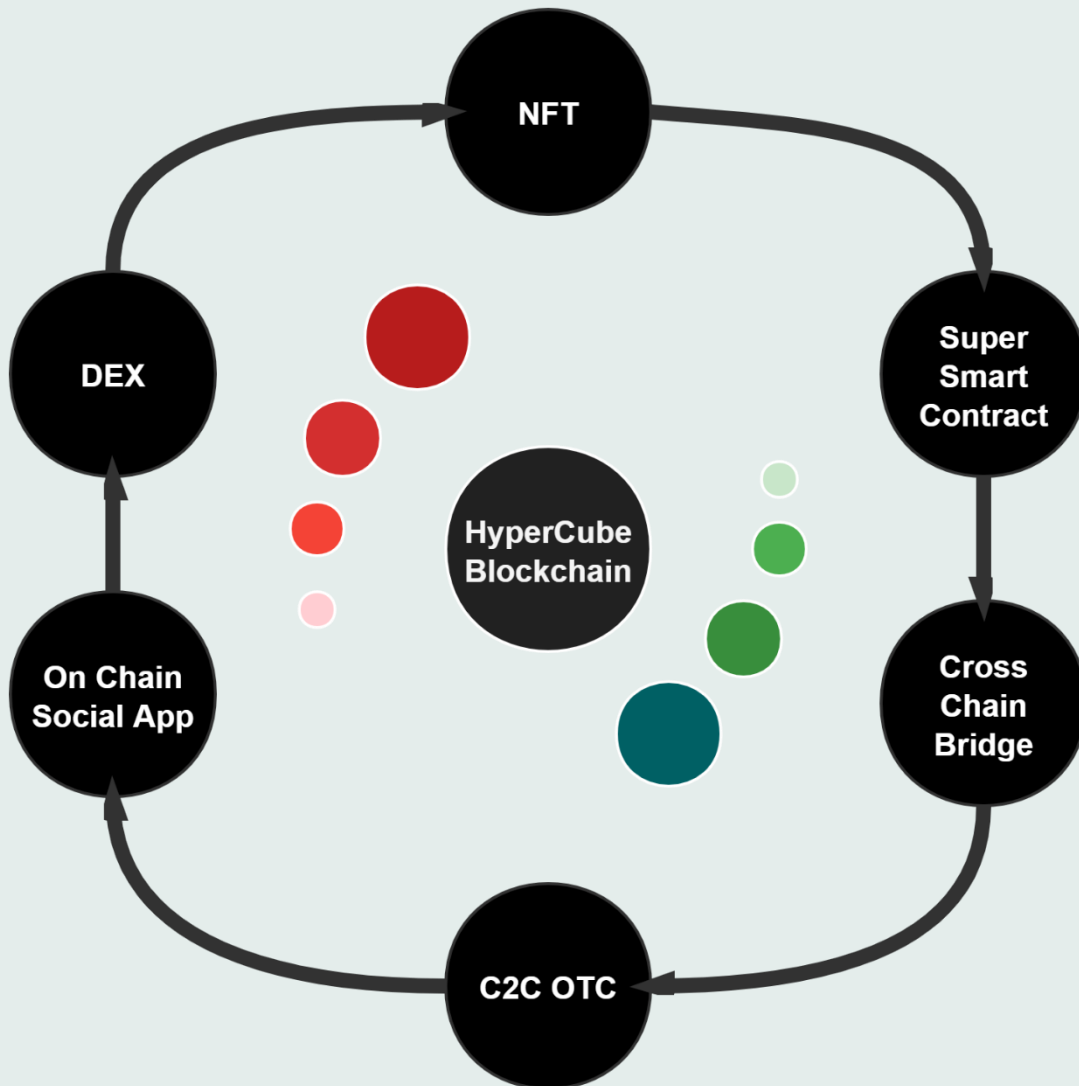 NFT
DEX
Super
Smart
Contract
HyperCube
Blockchain
On Chain
Social App
Cross
Chain
Bridge
C2C OTC